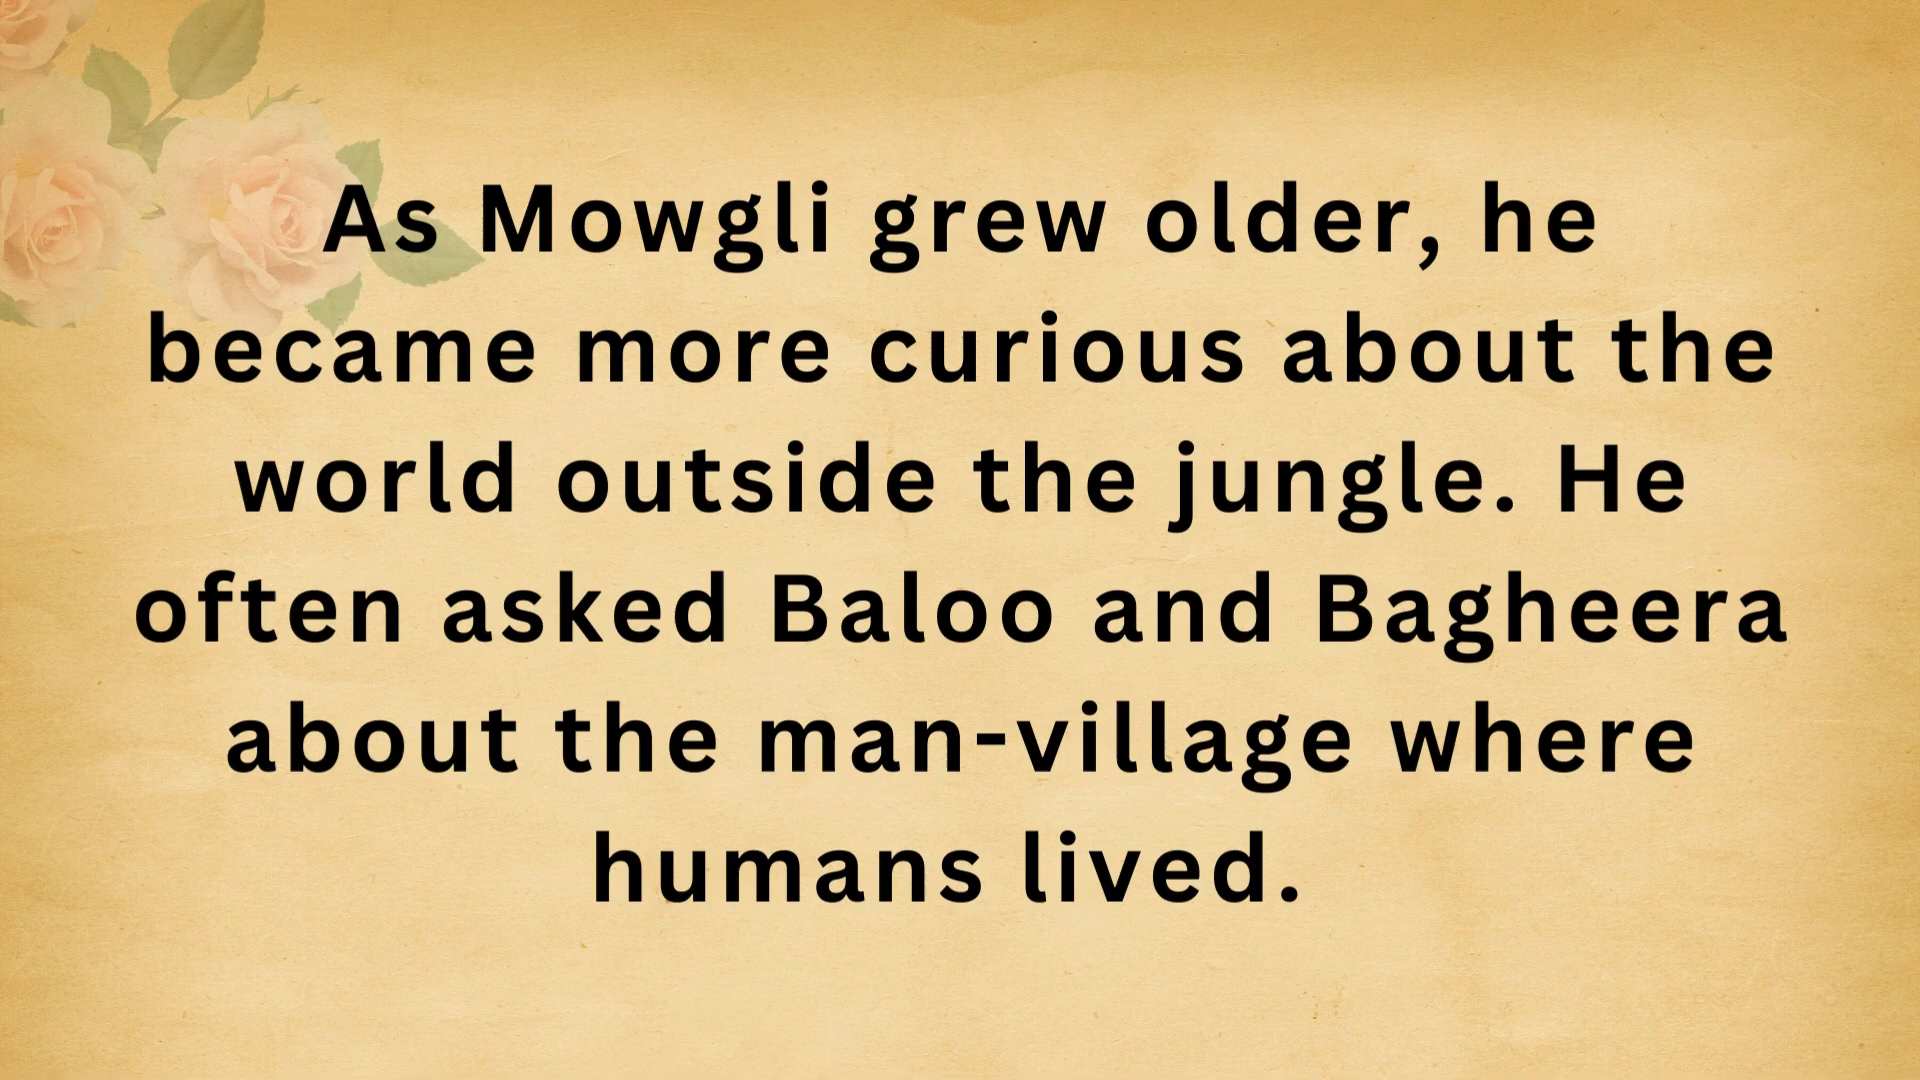 As Mowgli grew older, he
became more curious about the
world outside the jungle. He
often asked Baloo and Bagheera
about the man-village where
humans lived.